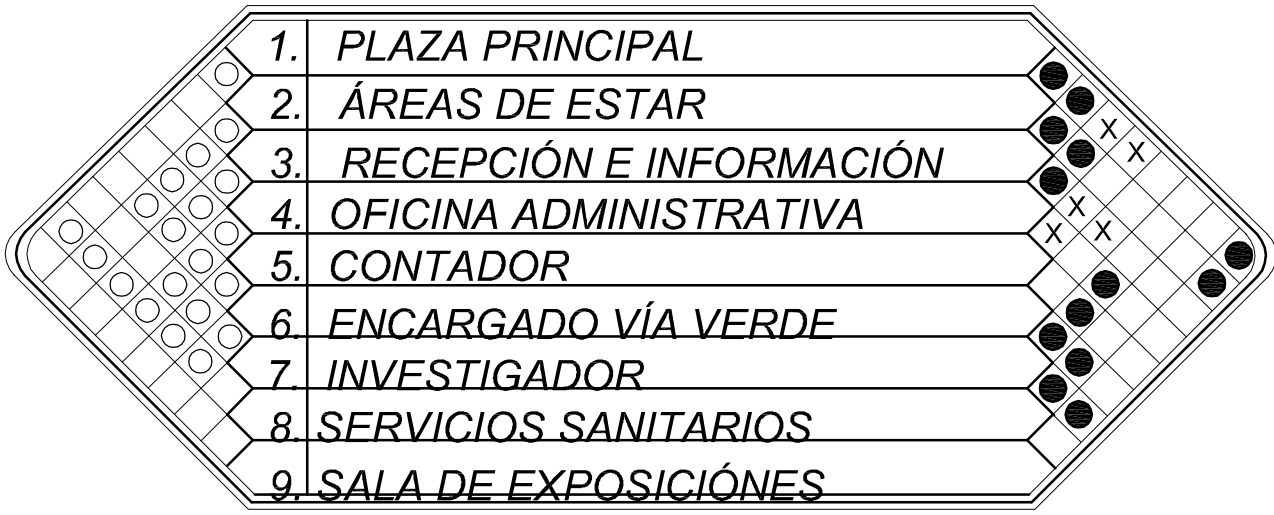 1. PLAZA PRINCIPAL
2. ÁREAS DE ESTAR
X
3. RECEPCIÓN E INFORMACIÓN
X
4. OFICINA ADMINISTRATIVA
X
X X
5. CONTADOR
6. ENCARGADO VÍA VERDE
7. INVESTIGADOR
8. SERVICIOS SANITARIOS
9. SALA DE EXPOSICIÓNES